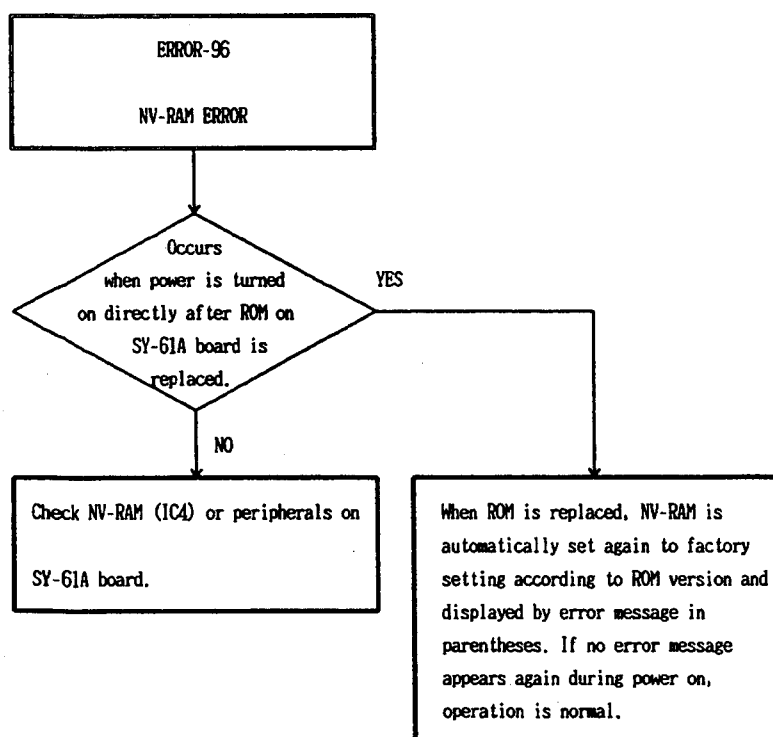 ERROR-96
NV-RAM ERROR
Occurs
when power is turned
on directly after ROM on
SY-61A board is
replaced.
YES
NO
Check NV-RAM (IC4) or peripherals on
SY-61A board.
When ROM is replaced, NV-RAM is
automatically set again to factory
setting according to ROM version and
displayed by error message in
parentheses. If no error message
appears again during power on,
operation is normal.